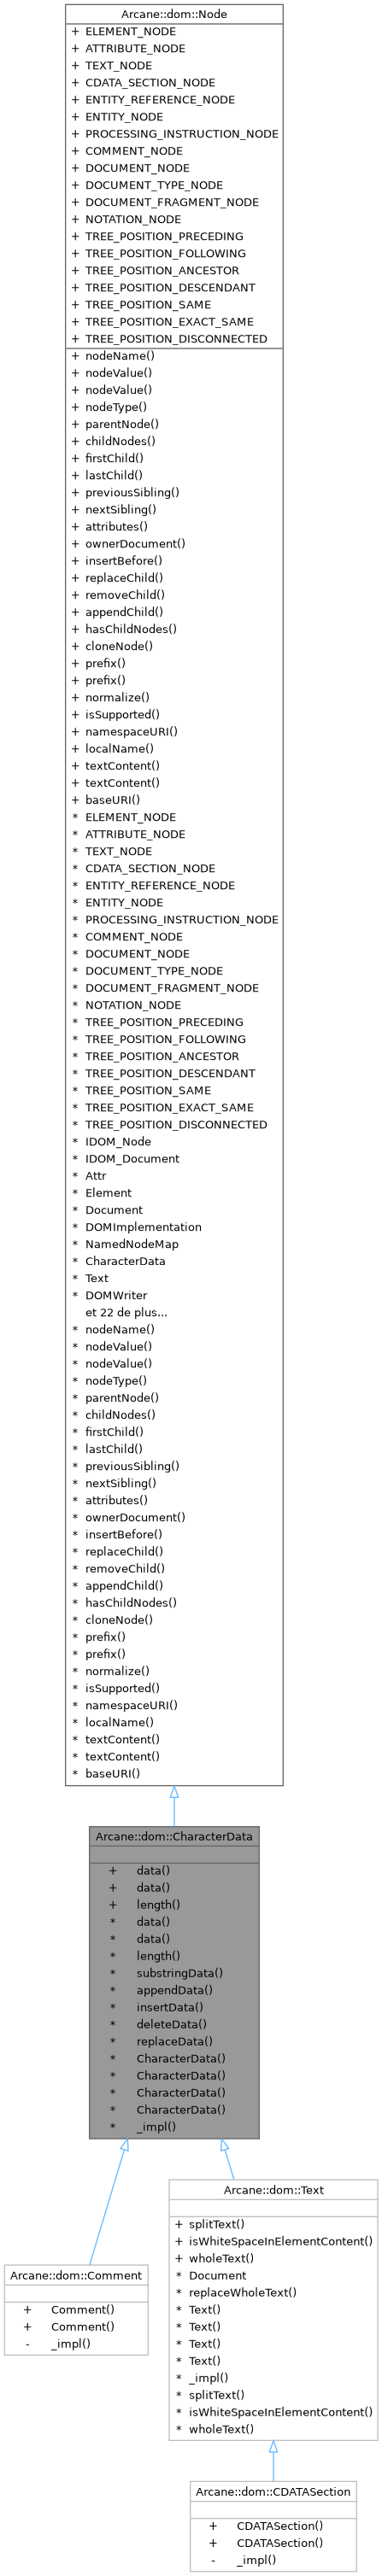 Arcane::dom::Node
+ ELEMENT_NODE
+ ATTRIBUTE_NODE
+ TEXT_NODE
+ CDATA_SECTION_NODE
+ ENTITY_REFERENCE_NODE
+ ENTITY_NODE
+ PROCESSING_INSTRUCTION_NODE
+ COMMENT_NODE
+ DOCUMENT_NODE
+ DOCUMENT_TYPE_NODE
+ DOCUMENT_FRAGMENT_NODE
+ NOTATION_NODE
+ TREE_POSITION_PRECEDING
+ TREE_POSITION_FOLLOWING
+ TREE_POSITION_ANCESTOR
+ TREE_POSITION_DESCENDANT
+ TREE_POSITION_SAME
+ TREE_POSITION_EXACT_SAME
+ TREE_POSITION_DISCONNECTED
+ nodeName()
+ nodeValue()
+ nodeValue()
+ nodeType()
+ parentNode()
+ childNodes()
+ firstChild()
+ lastChild()
+ previousSibling()
+ nextSibling()
+ attributes()
+ ownerDocument()
+ insertBefore()
+ replaceChild()
+ removeChild()
+ appendChild()
+ hasChildNodes()
+ cloneNode()
+ prefix()
+ prefix()
+ normalize()
+ isSupported()
+ namespaceURI()
+ localName()
+ textContent()
+ textContent()
+ baseURI()
* ELEMENT_NODE
* ATTRIBUTE_NODE
* TEXT_NODE
* CDATA_SECTION_NODE
* ENTITY_REFERENCE_NODE
* ENTITY_NODE
* PROCESSING_INSTRUCTION_NODE
* COMMENT_NODE
* DOCUMENT_NODE
* DOCUMENT_TYPE_NODE
* DOCUMENT_FRAGMENT_NODE
* NOTATION_NODE
* TREE_POSITION_PRECEDING
* TREE_POSITION_FOLLOWING
* TREE_POSITION_ANCESTOR
* TREE_POSITION_DESCENDANT
* TREE_POSITION_SAME
* TREE_POSITION_EXACT_SAME
* TREE_POSITION_DISCONNECTED
* IDOM_Node
* IDOM_Document
* Attr
* Element
* Document
* DOMImplementation
* NamedNodeMap
* CharacterData
* Text
* DOMWriter
et 22 de plus...
* nodeName()
* nodeValue()
* nodeValue()
* nodeType()
* parentNode()
* childNodes()
* firstChild()
* lastChild()
* previousSibling()
* nextSibling()
* attributes()
* ownerDocument()
* insertBefore()
* replaceChild()
* removeChild()
* appendChild()
* hasChildNodes()
* cloneNode()
* prefix()
* prefix()
* normalize()
* isSupported()
* namespaceURI()
* localName()
* textContent()
* textContent()
* baseURI()
Arcane::dom::CharacterData
+ data()
+ data()
+ length()
* data()
* data()
* length()
* substringData()
* appendData()
* insertData()
* deleteData()
* replaceData()
* CharacterData()
* CharacterData()
* CharacterData()
* CharacterData()
* _impl()
Arcane::dom::Comment
+ Comment()
+ Comment()
- _impl()
Arcane::dom::Text
+ splitText()
+ isWhiteSpaceInElementContent()
+ wholeText()
* Document
* replaceWholeText()
* Text()
* Text()
* Text()
* Text()
* _impl()
* splitText()
* isWhiteSpaceInElementContent()
* wholeText()
Arcane::dom::CDATASection
+ CDATASection()
+ CDATASection()
- _impl()